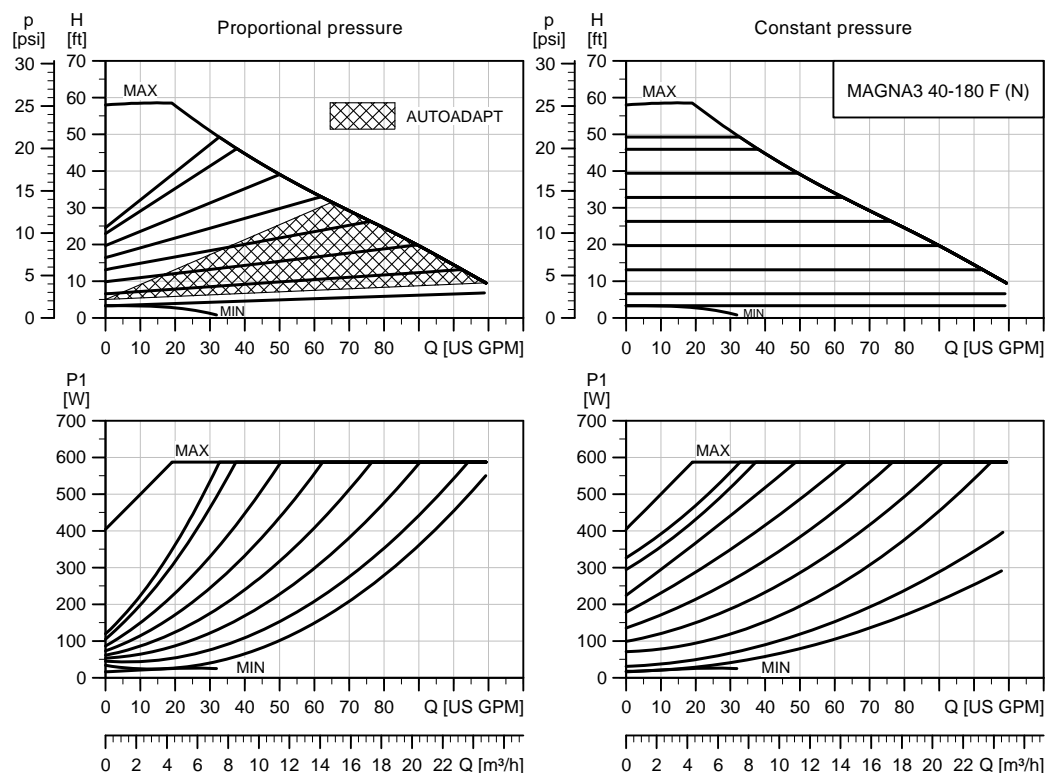 p
[psi]
H
[ft]
Proportional pressure
30
25
20
15
10
5
0
70
60
50
40
30
20
10
0
MAX
AUTOADAPT
MIN
0 10 20 30 40 50 60 70 80 Q [US GPM]
p
[psi]
H
[ft]
Constant pressure
30
25
20
15
10
5
0
70
60
50
40
30
20
10
0
MAX
MAGNA3 40-180 F (N)
MIN
0 10 20 30 40 50 60 70 80 Q [US GPM]
P1
[W]
700
600
500
400
300
200
100
0
MAX
MIN
0 10 20 30 40 50 60 70 80 Q [US GPM]
0 2 4 6 8 10 12 14 16 18 20 22 Q [m³/h]
P1
[W]
700
600
500
400
300
200
100
0
MAX
MIN
0 10 20 30 40 50 60 70 80 Q [US GPM]
0 2 4 6 8 10 12 14 16 18 20 22 Q [m³/h]